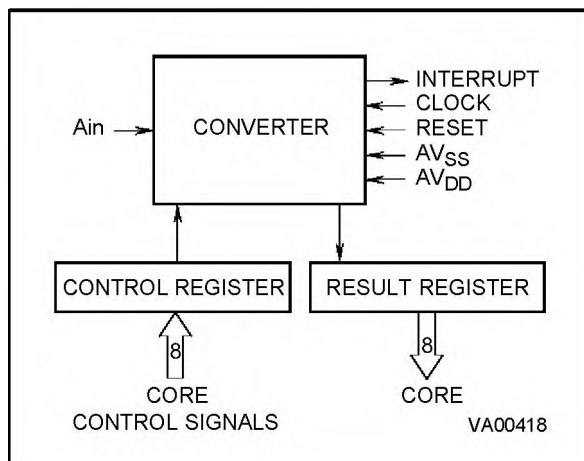 INTERRUPT
CLOCK
Ain
CONVERTER
RESET
AVSS
AVDD
CONTROL REGISTER
RESULT REGISTER
8
8
CORE
CONTROL SIGNALS
CORE
VA00418